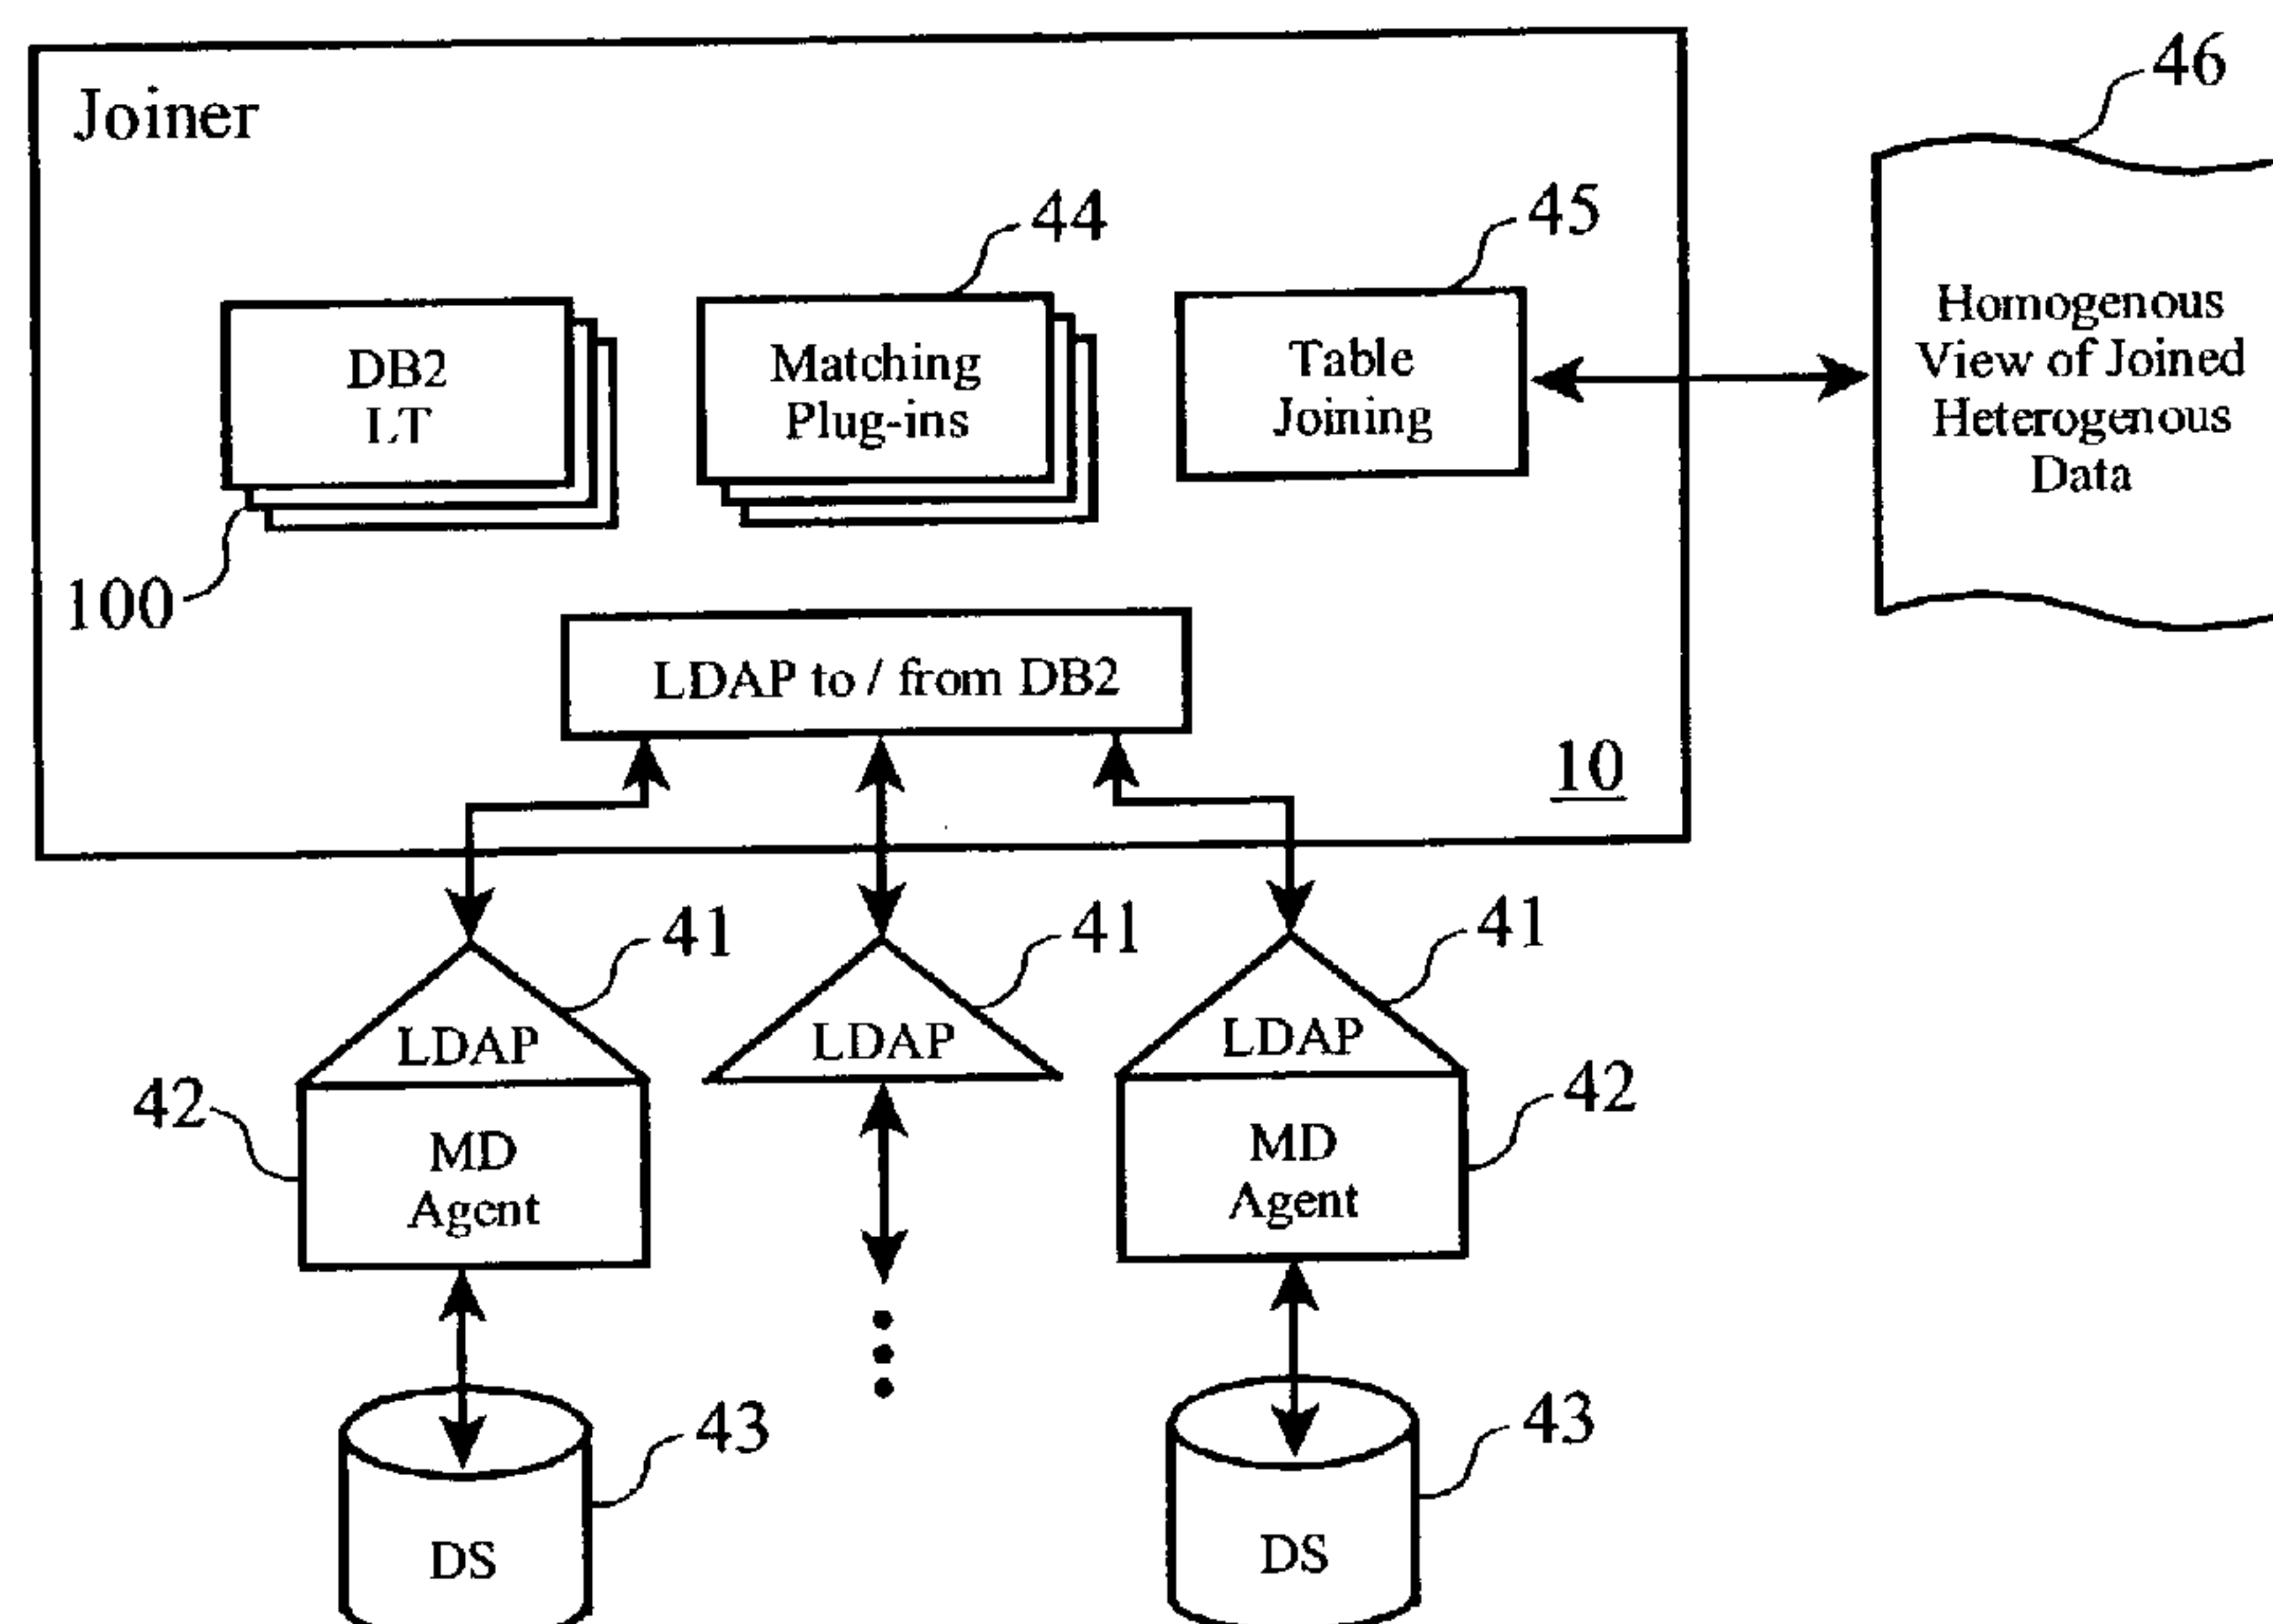 46
Joiner
44
45
DB2
LT
Matching
Plug-ins
Table
Joining
Homogenous
View of Joined
Heterogenous
Data
100
LDAP to / from DB2
10
41
41
41
LDAP
LDAP
LDAP
42
MD
Agent
MD
Agent
42
43
43
DS
DS